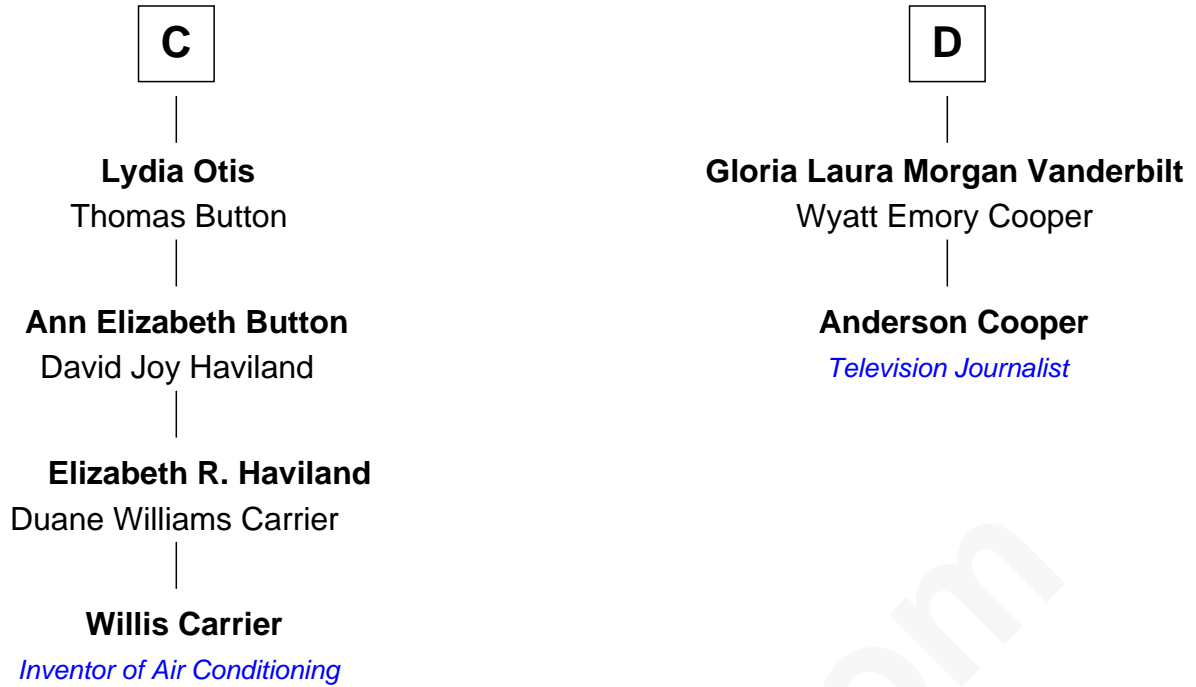 C
Lydia Otis
Thomas Button
Ann Elizabeth Button
David Joy Haviland
Elizabeth R. Haviland
Duane Williams Carrier
Willis Carrier
Inventor of Air Conditioning
D
Gloria Laura Morgan Vanderbilt
Wyatt Emory Cooper
Anderson Cooper
Television Journalist
om